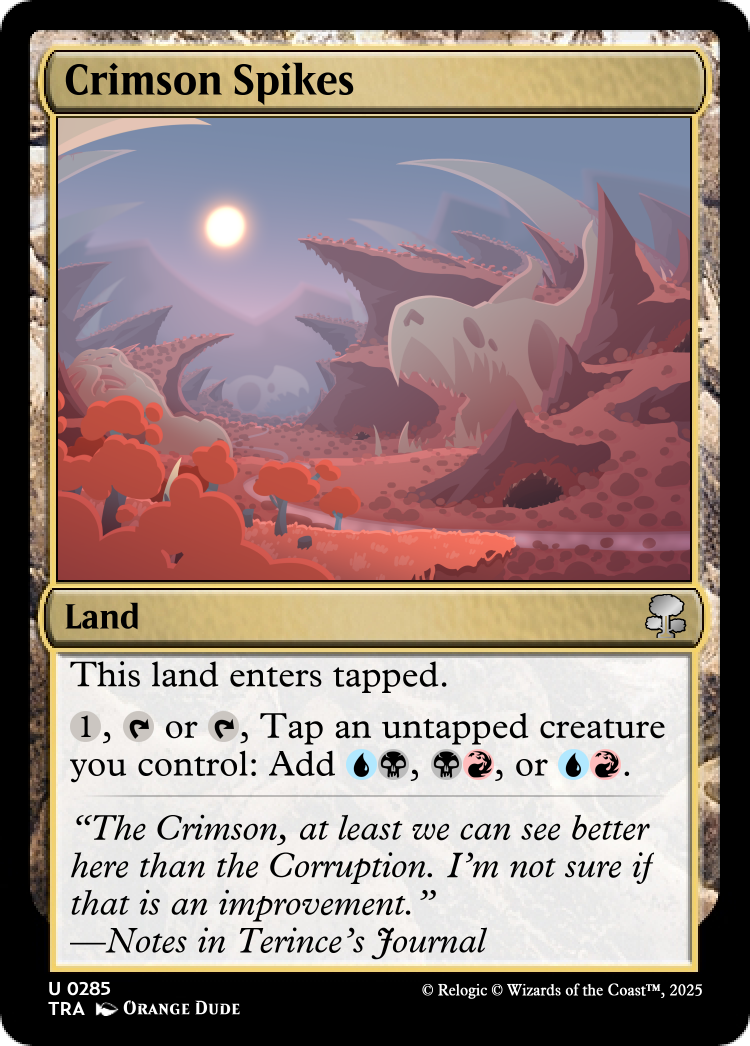 Crimson Spikes
Land
This land enters tapped.
1, or , Tap an untapped creature
you control: Add , , or .
“The Crimson, at least we can see better
here than the Corruption. I’m not sure if
that is an improvement.”
—Notes in Terince’s Journal
U 0285
TRA Orange Dude
© Relogic © Wizards of the Coast™, 2025